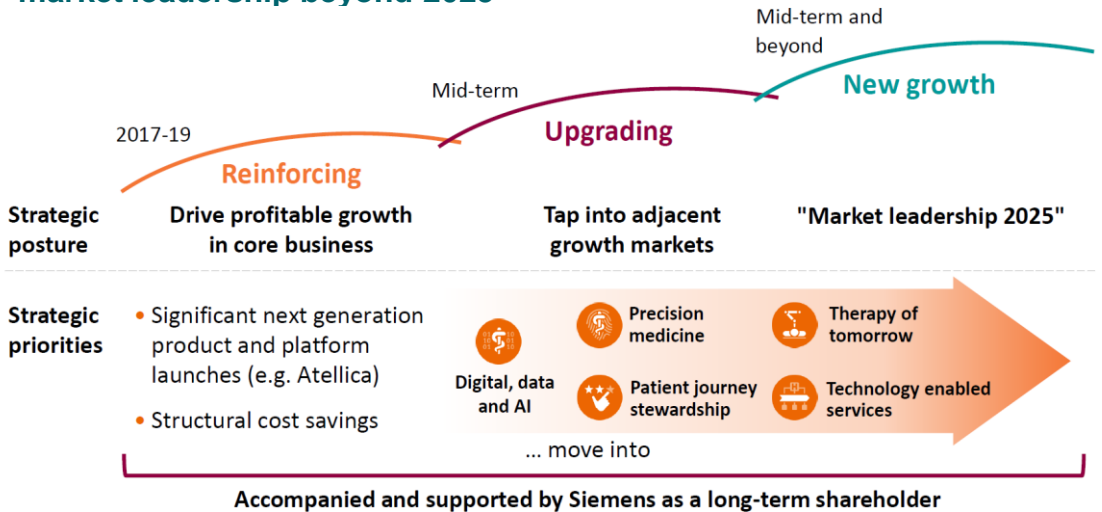 Mid-term and
beyond
New growth
Mid-term
Upgrading
2017-19
Reinforcing
Strategic
posture
Drive profitable growth
in core business
Tap into adjacent
growth markets
"Market leadership 2025"
Strategic
priorities
• Significant next generation
product and platform
launches (e.g. Atellica)
• Structural cost savings
Digital, data
and AI
Precision
medicine
Patient journey
stewardship
Therapy of
tomorrow
Technology enabled
services
... move into
Accompanied and supported by Siemens as a long-term shareholder